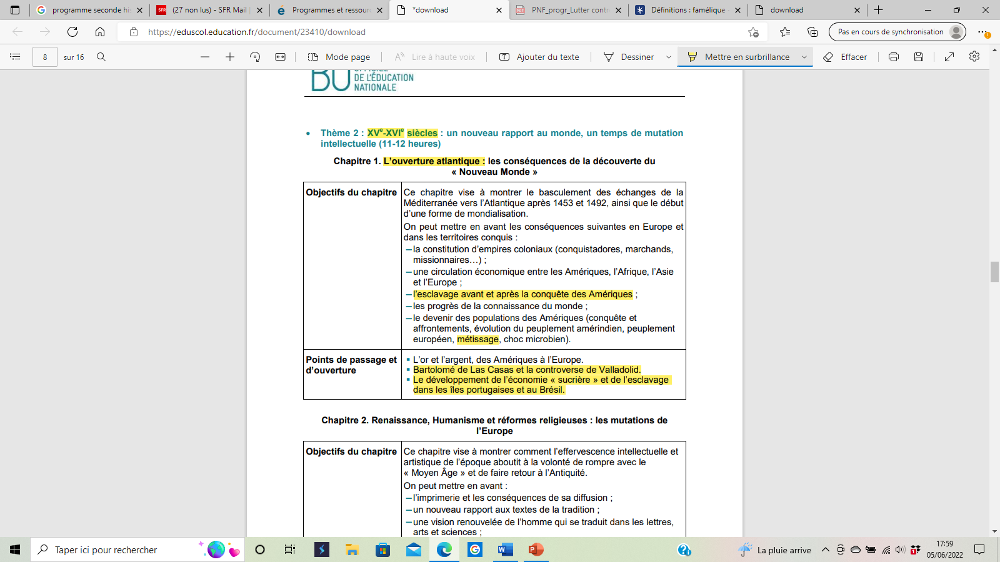 programme seconde his
(27 non lus) - SFR Mail
Programmes et ressour
*download
PNF_progr_Lutter contr
Définitions : famélique -
download
https://eduscol.education.fr/document/23410/download
Pas en cours de synchronisation
8 sur 16
Mode page
Lire à haute voix
Ajouter du texte
Dessiner
Mettre en surbrillance
Effacer
BO
DE L'ÉDUCATION
NATIONALE
• Thème 2 : XVe-XVIe siècles : un nouveau rapport au monde, un temps de mutation
intellectuelle (11-12 heures)
Chapitre 1. L'ouverture atlantique : les conséquences de la découverte du
« Nouveau Monde »
Objectifs du chapitre
Ce chapitre vise à montrer le basculement des échanges de la
Méditerranée vers l'Atlantique après 1453 et 1492, ainsi que le début
d'une forme de mondialisation.
On peut mettre en avant les conséquences suivantes en Europe et
dans les territoires conquis :
–la constitution d'empires coloniaux (conquistadores, marchands,
missionnaires…) ;
–une circulation économique entre les Amériques, l'Afrique, l'Asie
et l'Europe ;
–l'esclavage avant et après la conquête des Amériques ;
–les progrès de la connaissance du monde ;
–le devenir des populations des Amériques (conquête et
affrontements, évolution du peuplement amérindien, peuplement
européen, métissage, choc microbien).
Points de passage et
d'ouverture
▪ L'or et l'argent, des Amériques à l'Europe.
▪ Bartolomé de Las Casas et la controverse de Valladolid.
▪ Le développement de l'économie « sucrière » et de l'esclavage
dans les îles portugaises et au Brésil.
Chapitre 2. Renaissance, Humanisme et réformes religieuses : les mutations de
l'Europe
Objectifs du chapitre
Ce chapitre vise à montrer comment l'effervescence intellectuelle et
artistique de l'époque aboutit à la volonté de rompre avec le
« Moyen Âge » et de faire retour à l'Antiquité.
On peut mettre en avant :
–l'imprimerie et les conséquences de sa diffusion ;
–un nouveau rapport aux textes de la tradition ;
–une vision renouvelée de l'homme qui se traduit dans les lettres,
arts et sciences ;
Taper ici pour rechercher
La pluie arrive
17:59
05/06/2022